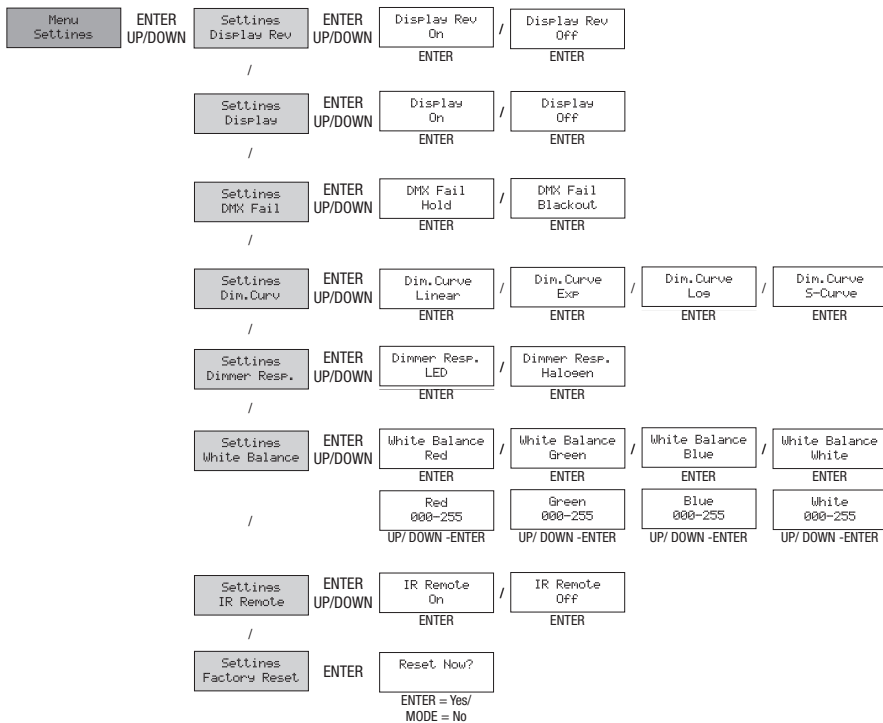 Menu
Settings
ENTER
UP/DOWN
Settings
Display Rev
ENTER
UP/DOWN
Display Rev
On
ENTER
/
Display Rev
Off
ENTER
/
Settings
Display
ENTER
UP/DOWN
Display
On
ENTER
/
Display
Off
ENTER
/
Settings
DMX Fail
ENTER
UP/DOWN
DMX Fail
Hold
ENTER
/
DMX Fail
Blackout
ENTER
/
Settings
Dim.Curv
ENTER
UP/DOWN
Dim.Curve
Linear
ENTER
/
Dim.Curve
Exp
ENTER
/
Dim.Curve
Log
ENTER
/
Dim.Curve
S-Curve
ENTER
/
Settings
Dimmer Resp.
ENTER
UP/DOWN
Dimmer Resp.
LED
ENTER
/
Dimmer Resp.
Halogen
ENTER
/
Settings
White Balance
ENTER
UP/DOWN
White Balance
Red
ENTER
/
White Balance
Green
ENTER
/
White Balance
Blue
ENTER
/
White Balance
White
ENTER
/
Red
000-255
UP/ DOWN -ENTER
Green
000-255
UP/ DOWN -ENTER
Blue
000-255
UP/ DOWN -ENTER
White
000-255
UP/ DOWN -ENTER
Settings
IR Remote
ENTER
UP/DOWN
IR Remote
On
ENTER
/
IR Remote
Off
ENTER
/
Settings
Factory Reset
ENTER
Reset Now?
ENTER = Yes/
MODE = No